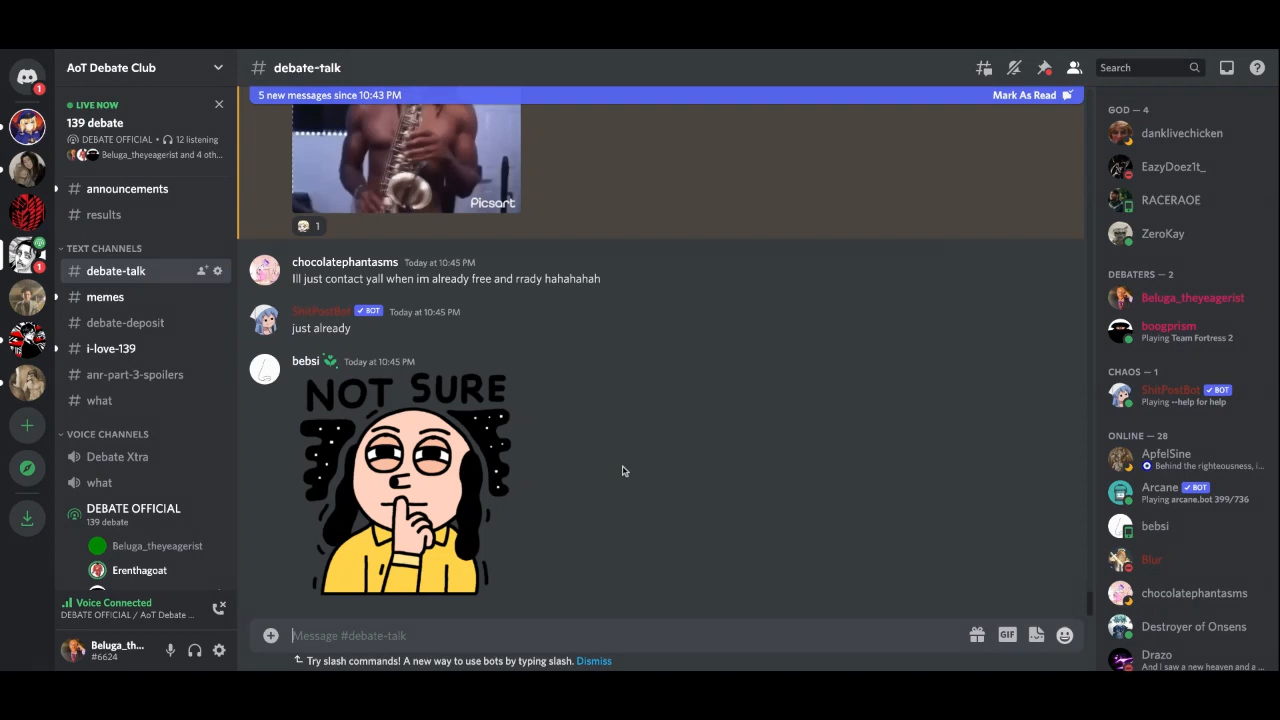 AoT Debate Club
LIVE NOW
139 debate
DEBATE OFFICIAL • 12 listening
Beluga_theyeagerist and 4 oth...
# announcements
# results
TEXT CHANNELS
# debate-talk
# memes
# debate-deposit
# i-love-139
# anr-part-3-spoilers
# what
VOICE CHANNELS
Debate Xtra
what
DEBATE OFFICIAL
139 debate
Beluga_theyeagerist
Erenthagoat
Voice Connected
DEBATE OFFICIAL / AoT Debate ...
Beluga_th...
#6624
1
1
# debate-talk
Search
5 new messages since 10:43 PM
Mark As Read
Picsart
1
chocolatephantasms Today at 10:45 PM
Ill just contact yall when im already free and rrady hahahahah
ShitPostBot BOT Today at 10:45 PM
just already
bebsi Today at 10:45 PM
NOT SURE
Message #debate-talk
GIF
Try slash commands! A new way to use bots by typing slash. Dismiss
GOD — 4
danklivechicken
EazyDoez1t_
RACERAOE
ZeroKay
DEBATERS — 2
Beluga_theyeagerist
boogprism
Playing Team Fortress 2
CHAOS — 1
ShitPostBot BOT
Playing --help for help
ONLINE — 28
ApfelSine
Behind the righteousness, i...
Arcane BOT
Playing arcane.bot 399/736
bebsi
Blur
chocolatephantasms
Destroyer of Onsens
Drazo
And I saw a new heaven and a ...